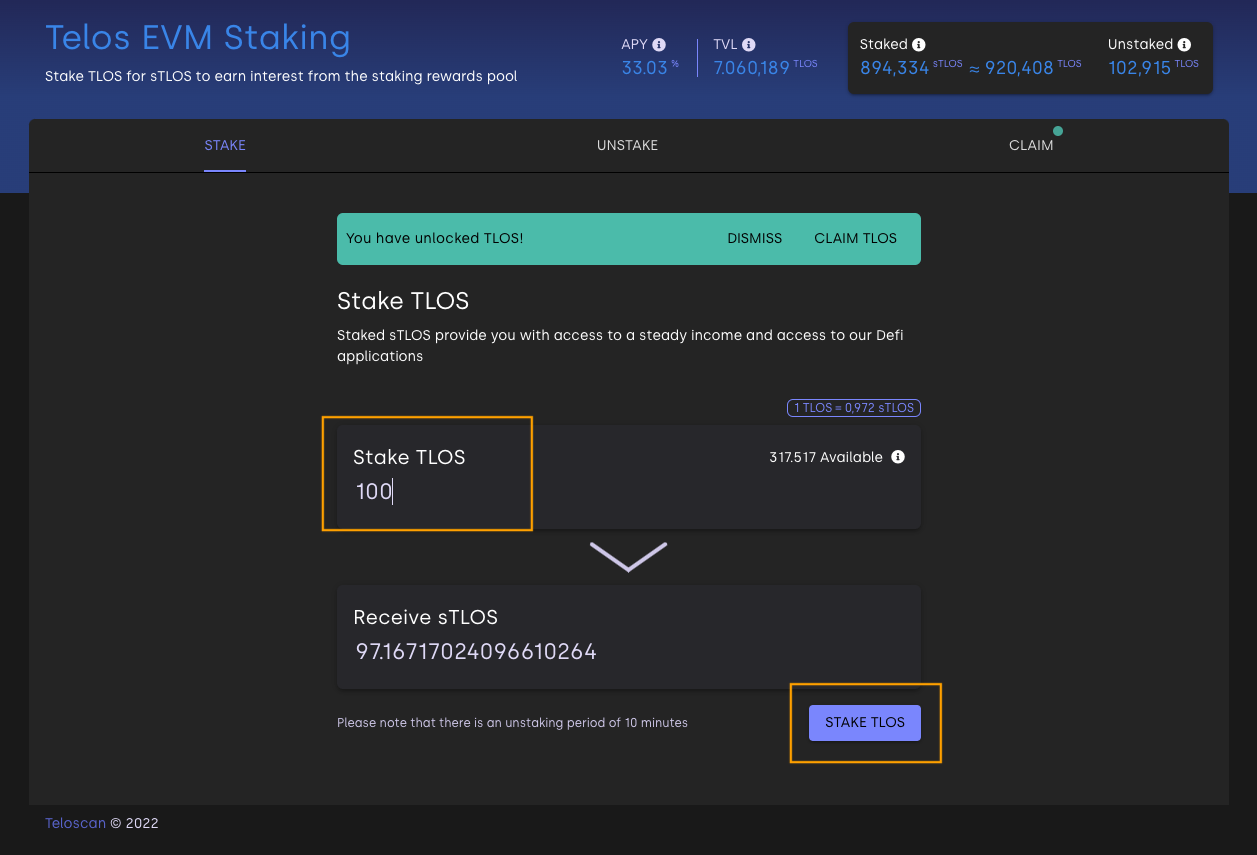 Telos EVM Staking
Stake TLOS for sTLOS to earn interest from the staking rewards pool
APY
33.03 %
TVL
7.060,189 TLOS
Staked
894,334 sTLOS ≈ 920,408 TLOS
Unstaked
102,915 TLOS
STAKE
UNSTAKE
CLAIM
You have unlocked TLOS!
DISMISS
CLAIM TLOS
Stake TLOS
Staked sTLOS provide you with access to a steady income and access to our Defi
applications
1 TLOS = 0,972 sTLOS
Stake TLOS
317.517 Available
100
Receive sTLOS
97.16717024096610264
Please note that there is an unstaking period of 10 minutes
STAKE TLOS
Teloscan © 2022